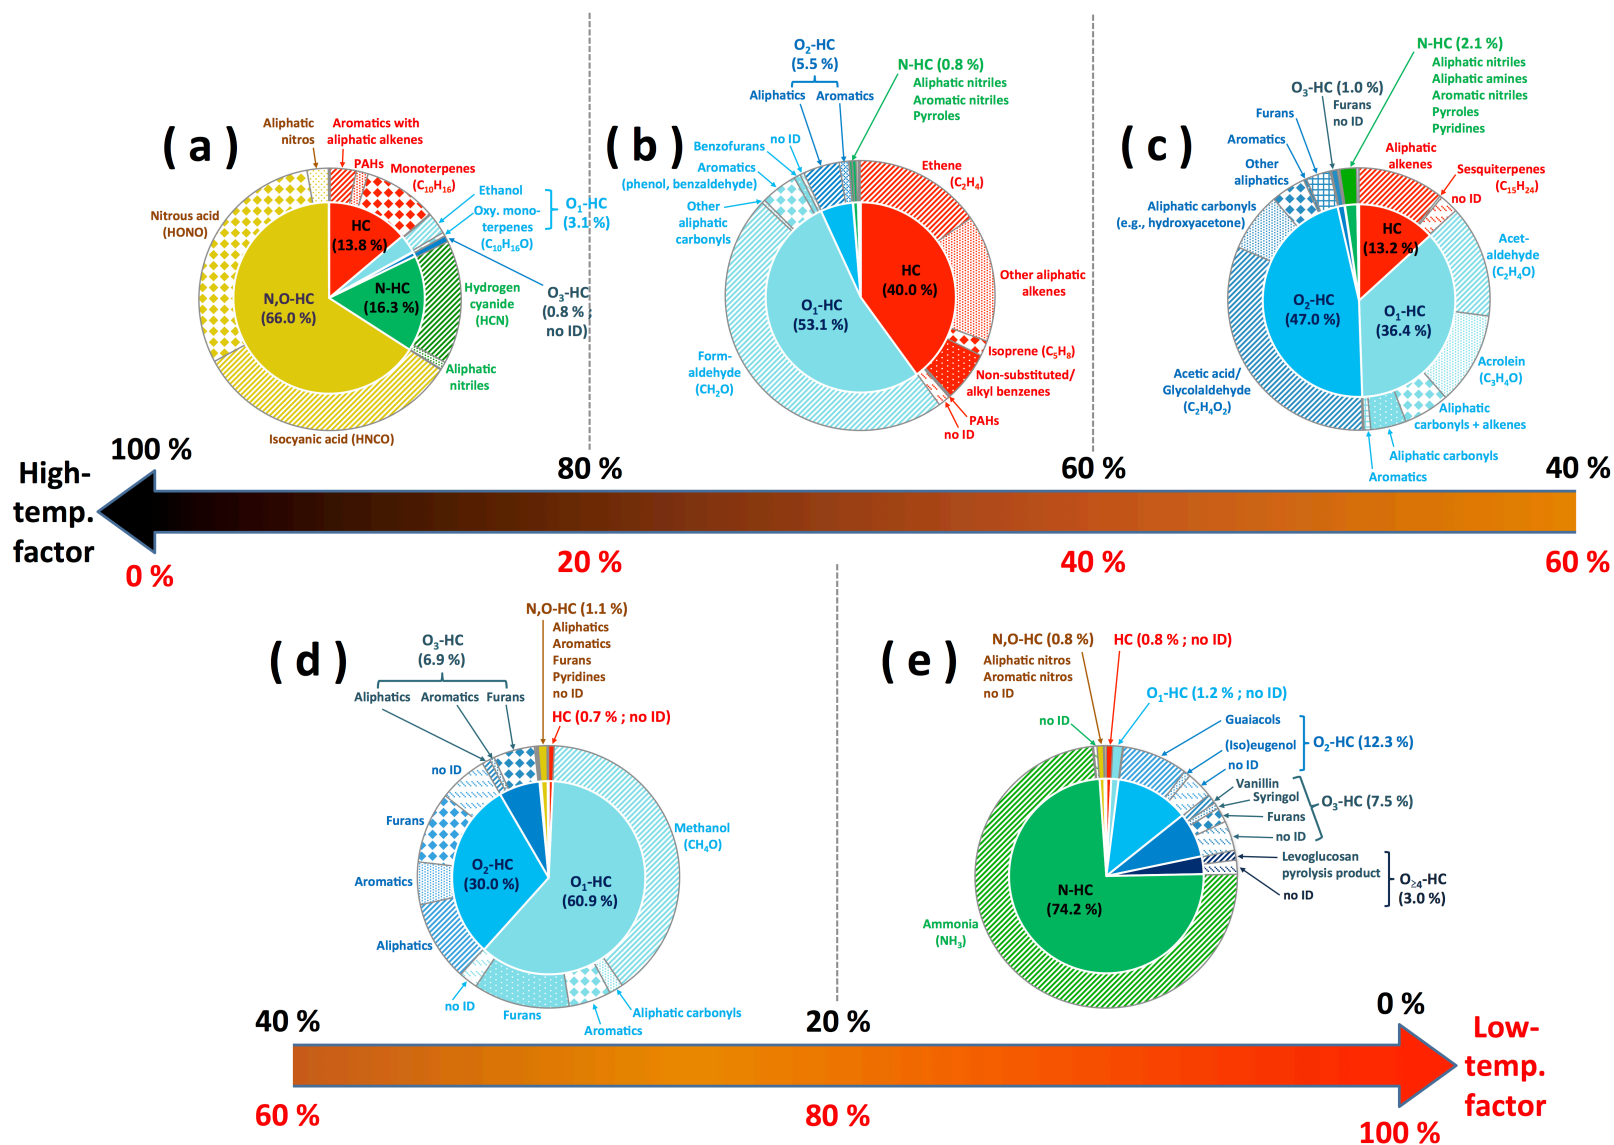 ( a )
Aliphatic
nitros
Aromatics with
aliphatic alkenes
PAHs
Monoterpenes
(C10H16)
Ethanol
Oxy. mono-
terpenes
(C10H16O)
O1-HC
(3.1 %)
Nitrous acid
(HONO)
HC
(13.8 %)
N,O-HC
(66.0 %)
N-HC
(16.3 %)
Hydrogen
cyanide
(HCN)
O3-HC
(0.8 % ;
no ID)
Aliphatic
nitriles
Isocyanic acid (HNCO)
( b )
O2-HC
(5.5 %)
Aliphatics
Aromatics
N-HC (0.8 %)
Aliphatic nitriles
Aromatic nitriles
Pyrroles
no ID
Benzofurans
Aromatics
(phenol, benzaldehyde)
Other
aliphatic
carbonyls
Ethene
(C2H4)
HC
(40.0 %)
O1-HC
(53.1 %)
Other aliphatic
alkenes
Isoprene (C5H8)
Non-substituted/
alkyl benzenes
PAHs
no ID
Form-
aldehyde
(CH2O)
( c )
N-HC (2.1 %)
Aliphatic nitriles
Aliphatic amines
Aromatic nitriles
Pyrroles
Pyridines
O3-HC (1.0 %)
Furans
no ID
Furans
Aromatics
Other
aliphatics
Aliphatic carbonyls
(e.g., hydroxyacetone)
Aliphatic
alkenes
Sesquiterpenes
(C15H24)
no ID
HC
(13.2 %)
Acet-
aldehyde
(C2H4O)
O2-HC
(47.0 %)
O1-HC
(36.4 %)
Acrolein
(C3H4O)
Acetic acid/
Glycolaldehyde
(C2H4O2)
Aliphatic
carbonyls + alkenes
Aliphatic carbonyls
Aromatics
High-
temp.
factor
100 %
80 %
60 %
40 %
0 %
20 %
40 %
60 %
( d )
N,O-HC (1.1 %)
Aliphatics
Aromatics
Furans
Pyridines
no ID
HC (0.7 % ; no ID)
O3-HC
(6.9 %)
Aliphatics
Aromatics
Furans
no ID
Furans
Aromatics
Aliphatics
no ID
O2-HC
(30.0 %)
O1-HC
(60.9 %)
Methanol
(CH4O)
Furans
Aromatics
Aliphatic carbonyls
( e )
N,O-HC (0.8 %)
Aliphatic nitros
Aromatic nitros
no ID
HC (0.8 % ; no ID)
O1-HC (1.2 % ; no ID)
no ID
Guaiacols
(Iso)eugenol
no ID
O2-HC (12.3 %)
Vanillin
Syringol
Furans
no ID
O3-HC (7.5 %)
Levoglucosan
pyrolysis product
no ID
O≥4-HC
(3.0 %)
N-HC
(74.2 %)
Ammonia
(NH3)
40 %
20 %
0 %
60 %
80 %
100 %
Low-
temp.
factor